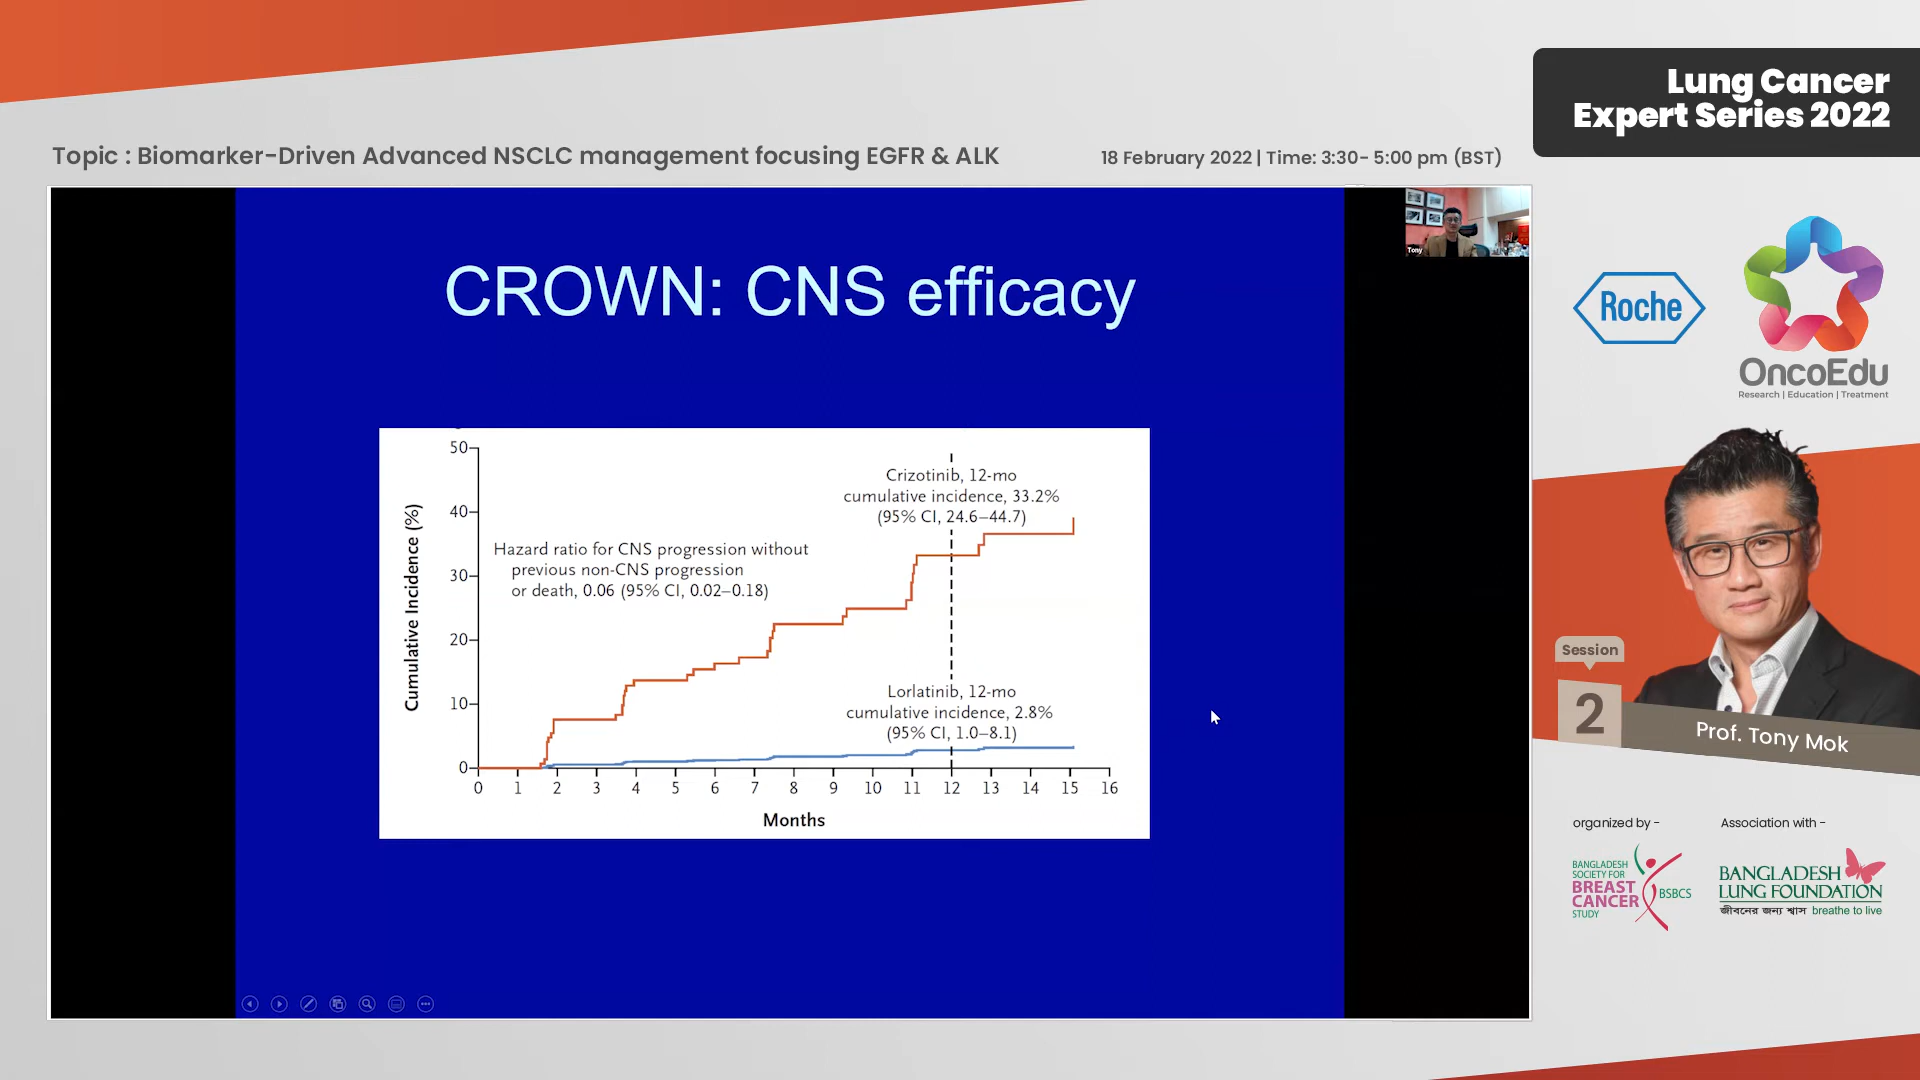 Lung Cancer
Expert Series 2022
Topic : Biomarker-Driven Advanced NSCLC management focusing EGFR & ALK
18 February 2022 | Time: 3:30- 5:00 pm (BST)
Tony
CROWN: CNS efficacy
50
40
30
20
10
0
Cumulative Incidence (%)
Crizotinib, 12-mo
cumulative incidence, 33.2%
(95% CI, 24.6–44.7)
Hazard ratio for CNS progression without
previous non-CNS progression
or death, 0.06 (95% CI, 0.02–0.18)
Lorlatinib, 12-mo
cumulative incidence, 2.8%
(95% CI, 1.0–8.1)
0 1 2 3 4 5 6 7 8 9 10 11 12 13 14 15 16
Months
Roche
OncoEdu
Research | Education | Treatment
Session
2
Prof. Tony Mok
organized by -
BANGLADESH
SOCIETY FOR
BREAST
CANCER
STUDY
BSBCS
Association with -
BANGLADESH
LUNG FOUNDATION
জীবনের জন্য শ্বাস breathe to live